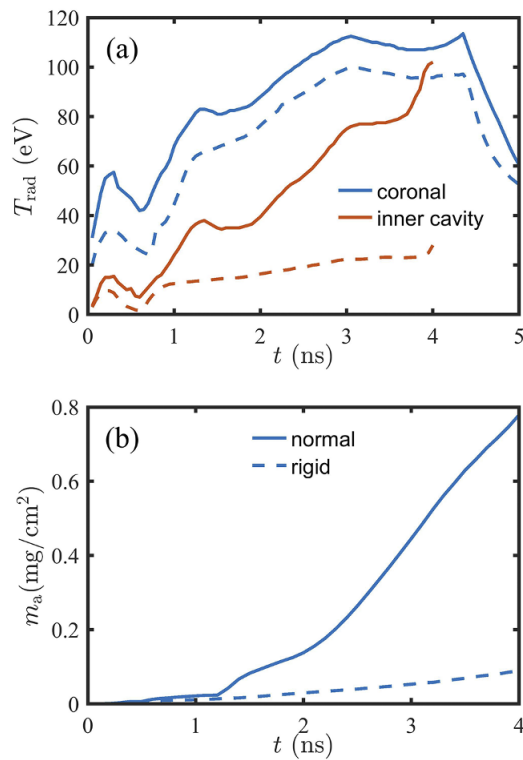 (a)
120
100
80
60
40
20
0
T_rad (eV)
coronal
inner cavity
0 1 2 3 4 5
t (ns)
(b)
0.8
0.6
0.4
0.2
0
m_a(mg/cm²)
normal
rigid
0 1 2 3 4
t (ns)